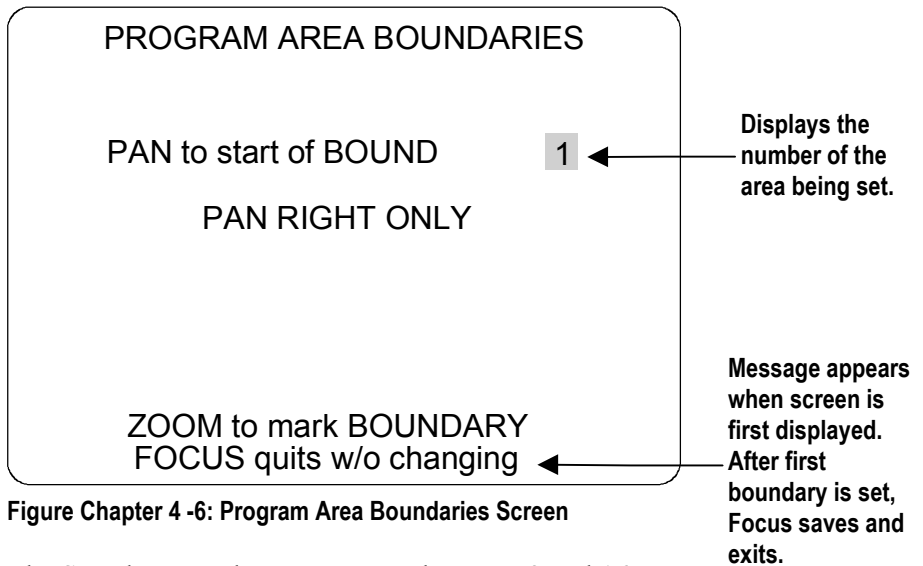 PROGRAM AREA BOUNDARIES
PAN to start of BOUND 1
PAN RIGHT ONLY
ZOOM to mark BOUNDARY
FOCUS quits w/o changing
Displays the
number of the
area being set.
Message appears
when screen is
first displayed.
After first
boundary is set,
Focus saves and
exits.
Figure Chapter 4 -6: Program Area Boundaries Screen